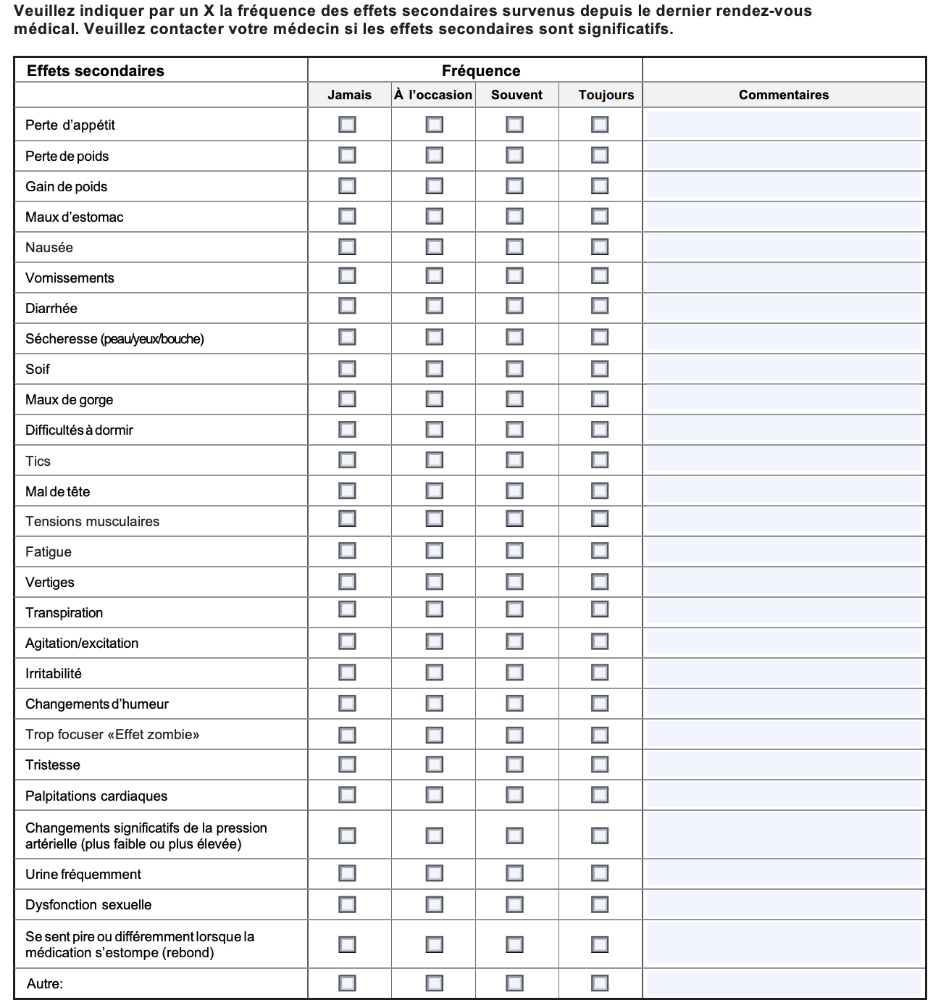 Veuillez indiquer par un X la fréquence des effets secondaires survenus depuis le dernier rendez-vous
médical. Veuillez contacter votre médecin si les effets secondaires sont significatifs.
Effets secondaires Fréquence
Jamais À l’occasion Souvent Toujours Commentaires
Perte d’appétit
Perte de poids
Gain de poids
Maux d’estomac
Nausée
Vomissements
Diarrhée
Sécheresse (peau/yeux/bouche)
Soif
Maux de gorge
Difficultés à dormir
Tics
Mal de tête
Tensions musculaires
Fatigue
Vertiges
Transpiration
Agitation/excitation
Irritabilité
Changements d’humeur
Trop focuser «Effet zombie»
Tristesse
Palpitations cardiaques
Changements significatifs de la pression
artérielle (plus faible ou plus élevée)
Urine fréquemment
Dysfonction sexuelle
Se sent pire ou différemment lorsque la
médication s’estompe (rebond)
Autre: